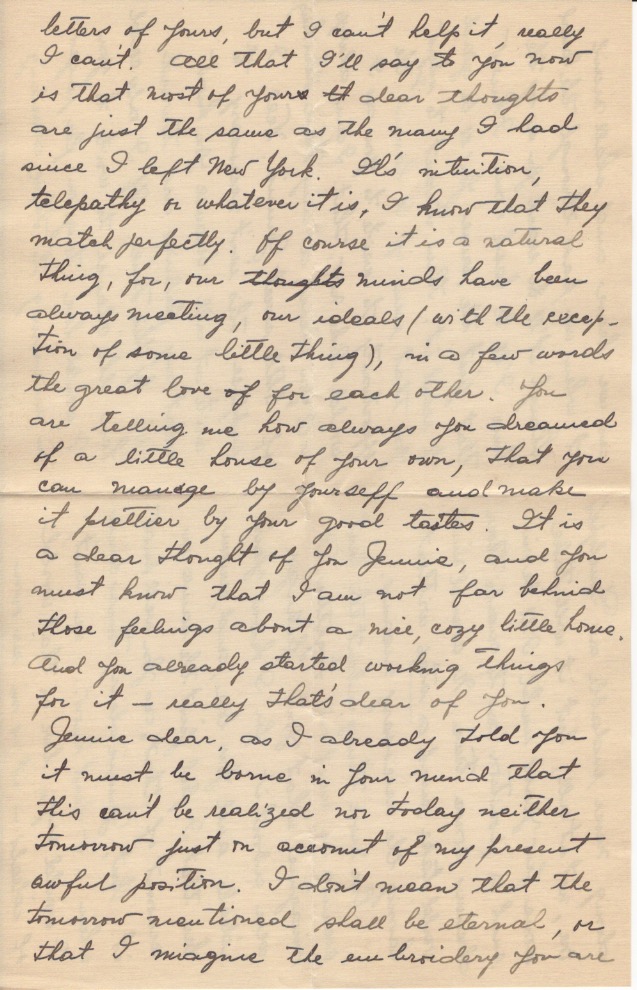 letters of yours, but I can't help it, really
I can't. All that I'll say to you now
is that most of yours th dear thoughts
are just the same as the many I had
since I left New York. It's intuition,
telepathy or whatever it is, I know that they
match perfectly. Of course it is a natural
thing, for, our thoughts minds have been
always meeting, our ideals (with the excep-
tion of some little thing), in a few words
the great love of for each other. You
are telling me how always you dreamed
of a little house of your own, that you
can manage by yourself and make
it prettier by your good tastes. It is
a dear thought of you Jennie, and you
must know that I am not far behind
those feelings about a nice, cozy little home.
And you already started working things
for it — really that's dear of you.
Jennie dear, as I already told you
it must be borne in your mind that
this can't be realized nor today neither
tomorrow just on account of my present
awful position. I don't mean that the
tomorrow mentioned shall be eternal, or
that I imagine the embroidery you are